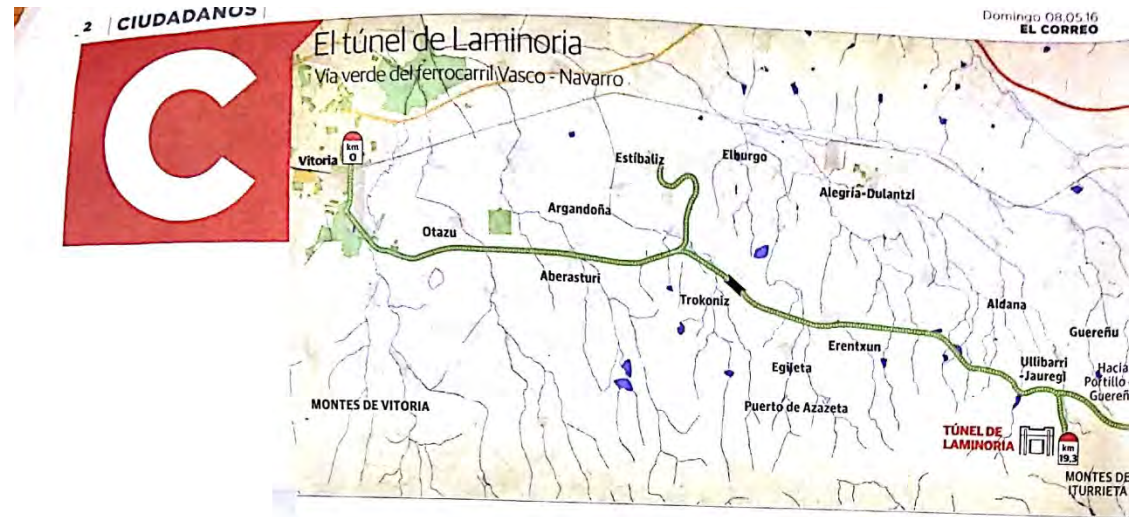 2 CIUDADANOS
Domingo 08.05.16
EL CORREO
C
El túnel de Laminoria
Vía verde del ferrocarril Vasco - Navarro
km
0
Vitoria
Estíbaliz
Elburgo
Alegría-Dulantzi
Argandoña
Otazu
Aberasturi
Trokoniz
Aldana
Guereñu
Erentxun
Egileta
Ullibarri
-Jauregi
Hacia
Portillo
Guereñ
MONTES DE VITORIA
Puerto de Azazeta
TÚNEL DE
LAMINORIA
km
19,3
MONTES DE
ITURRIETA